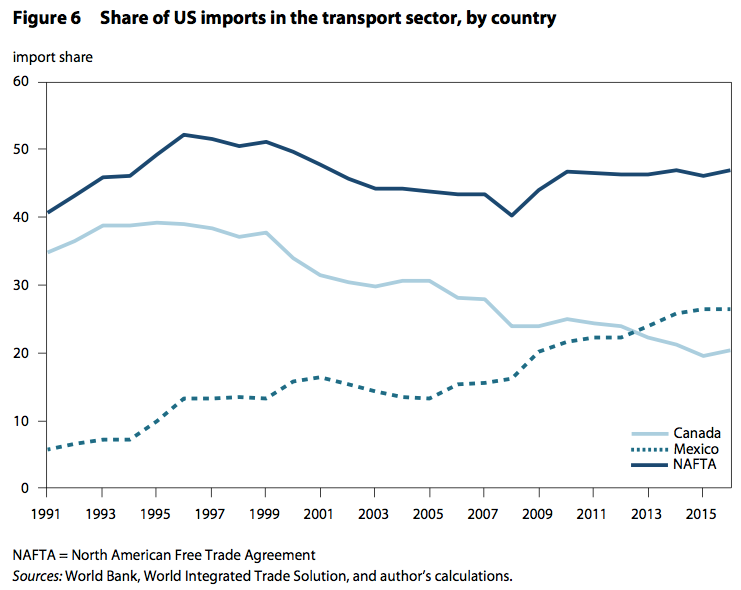 Figure 6 Share of US imports in the transport sector, by country
import share
60
50
40
30
20
10
0
Canada
Mexico
NAFTA
1991 1993 1995 1997 1999 2001 2003 2005 2007 2009 2011 2013 2015
NAFTA = North American Free Trade Agreement
Sources: World Bank, World Integrated Trade Solution, and author’s calculations.